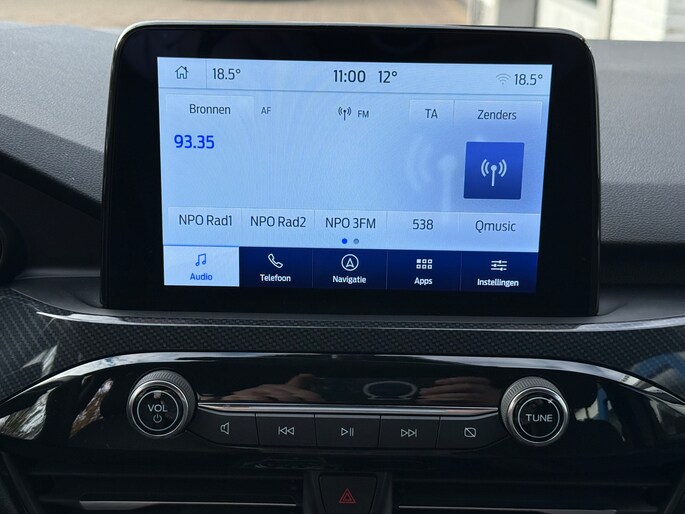 18.5° 11:00 12° 18.5°
Bronnen AF FM TA Zenders
93.35
NPO Rad1 NPO Rad2 NPO 3FM 538 Qmusic
Audio Telefoon Navigatie Apps Instellingen
VOL TUNE